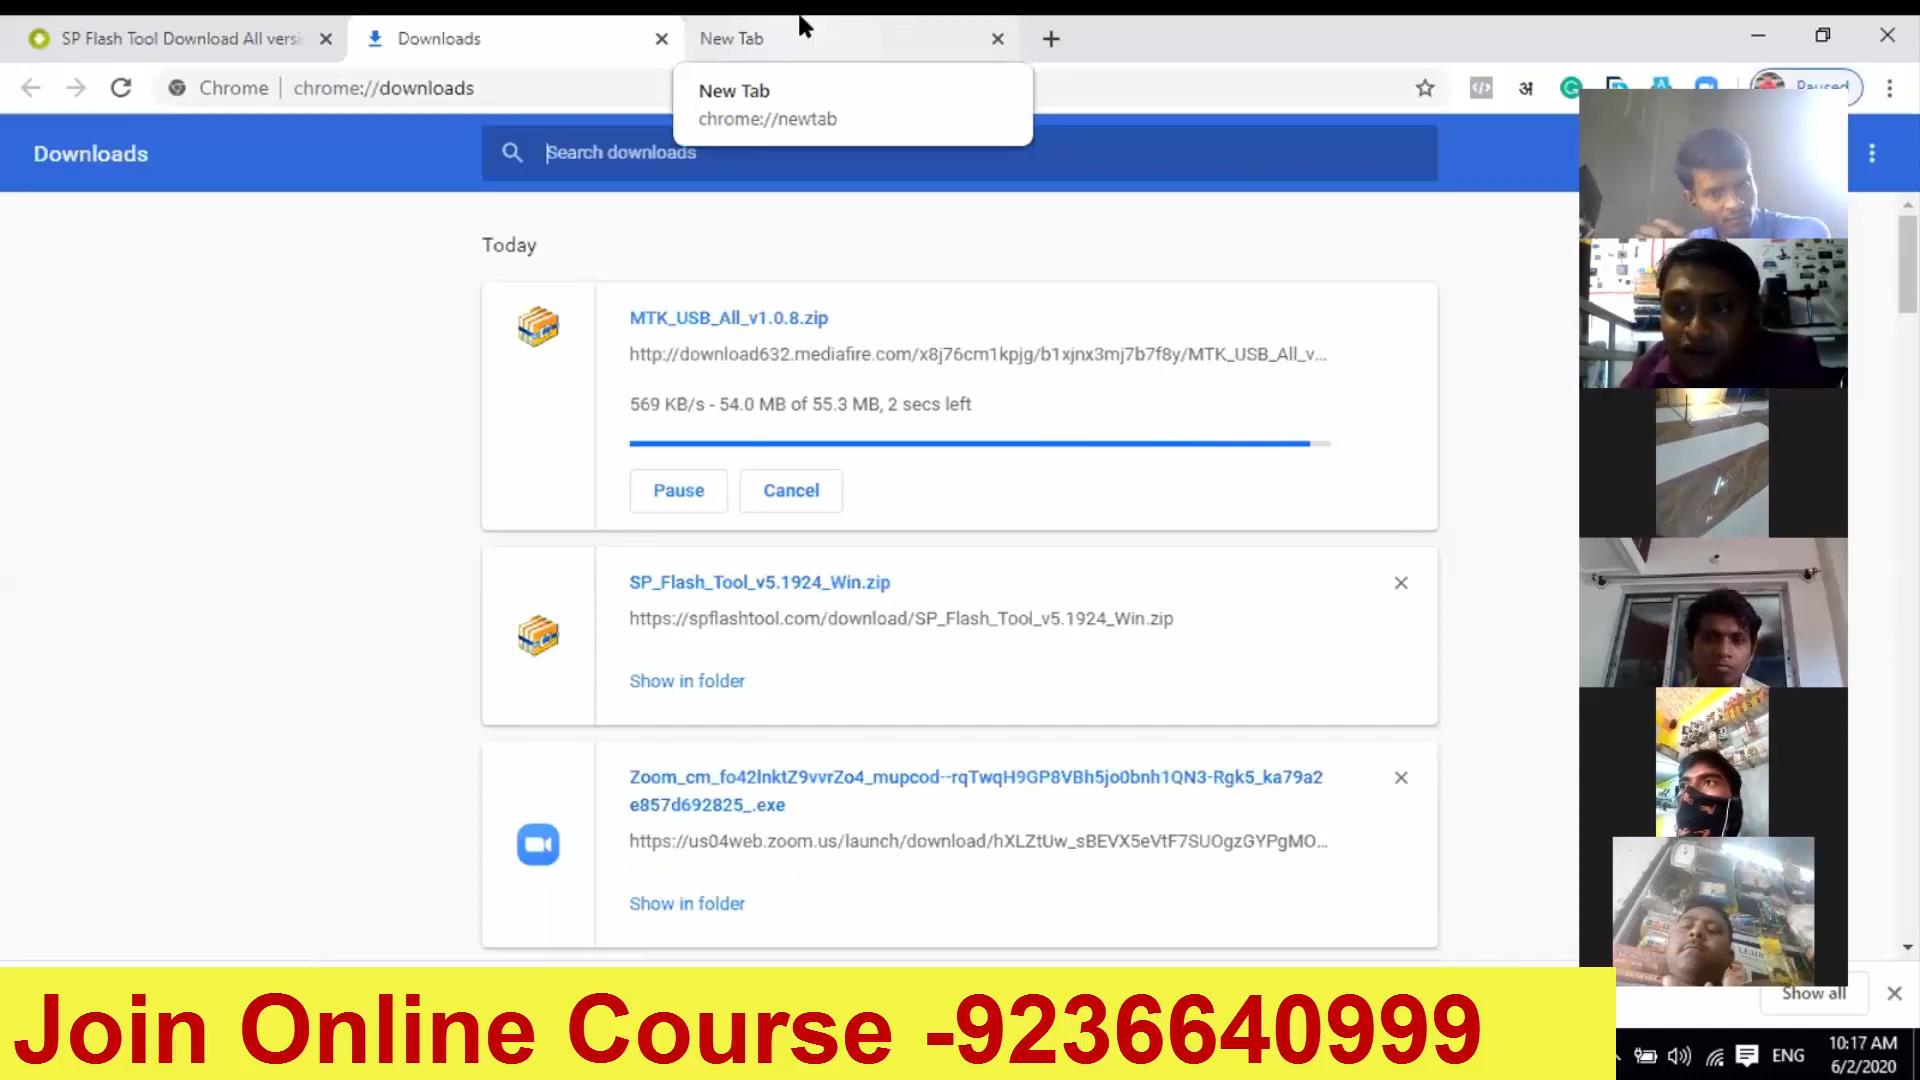 SP Flash Tool Download All versi
Downloads
New Tab
Chrome
chrome://downloads
New Tab
chrome://newtab
अ
Paused
Downloads
Search downloads
Today
MTK_USB_All_v1.0.8.zip
http://download632.mediafire.com/x8j76cm1kpjg/b1xjnx3mj7b7f8y/MTK_USB_All_v...
569 KB/s - 54.0 MB of 55.3 MB, 2 secs left
Pause
Cancel
SP_Flash_Tool_v5.1924_Win.zip
https://spflashtool.com/download/SP_Flash_Tool_v5.1924_Win.zip
Show in folder
Zoom_cm_fo42lnktZ9vvrZo4_mupcod--rqTwqH9GP8VBh5jo0bnh1QN3-Rgk5_ka79a2
e857d692825_.exe
https://us04web.zoom.us/launch/download/hXLZtUw_sBEVX5eVtF7SUOgzGYPgMO...
Show in folder
Show all
Join Online Course -9236640999
ENG
10:17 AM
6/2/2020